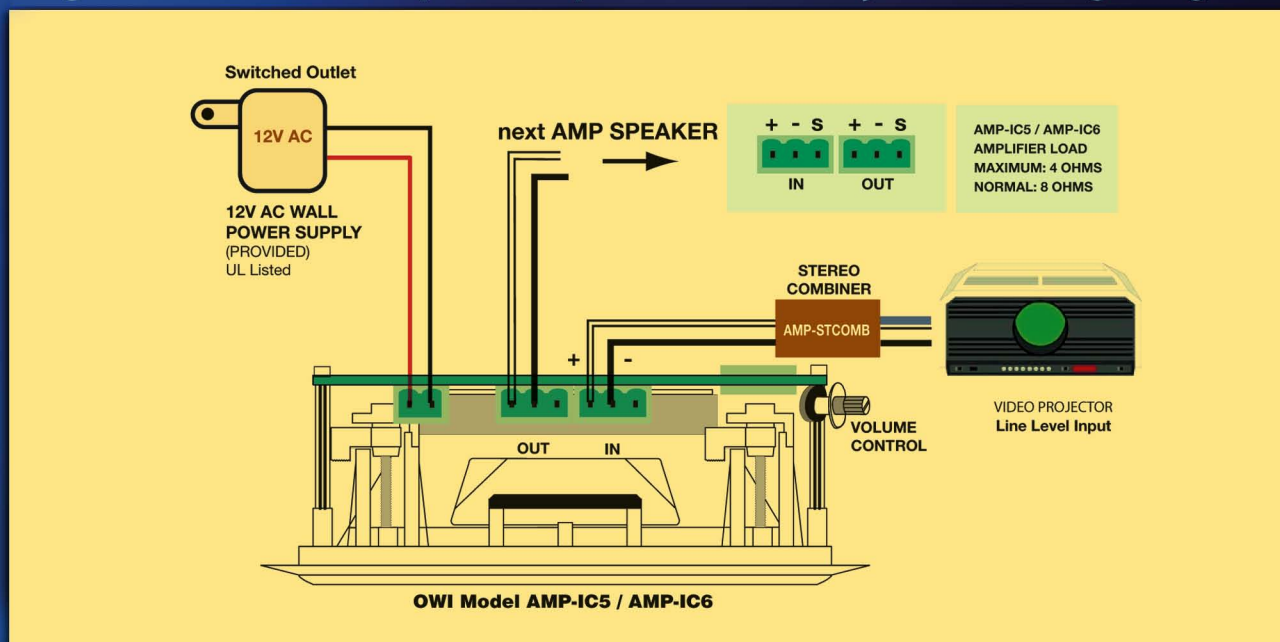 Switched Outlet
12V AC
12V AC WALL
POWER SUPPLY
(PROVIDED)
UL Listed
next AMP SPEAKER
+ - S + - S
IN OUT
AMP-IC5 / AMP-IC6
AMPLIFIER LOAD
MAXIMUM: 4 OHMS
NORMAL: 8 OHMS
STEREO
COMBINER
AMP-STCOMB
+ -
VIDEO PROJECTOR
Line Level Input
VOLUME
CONTROL
OUT IN
OWI Model AMP-IC5 / AMP-IC6